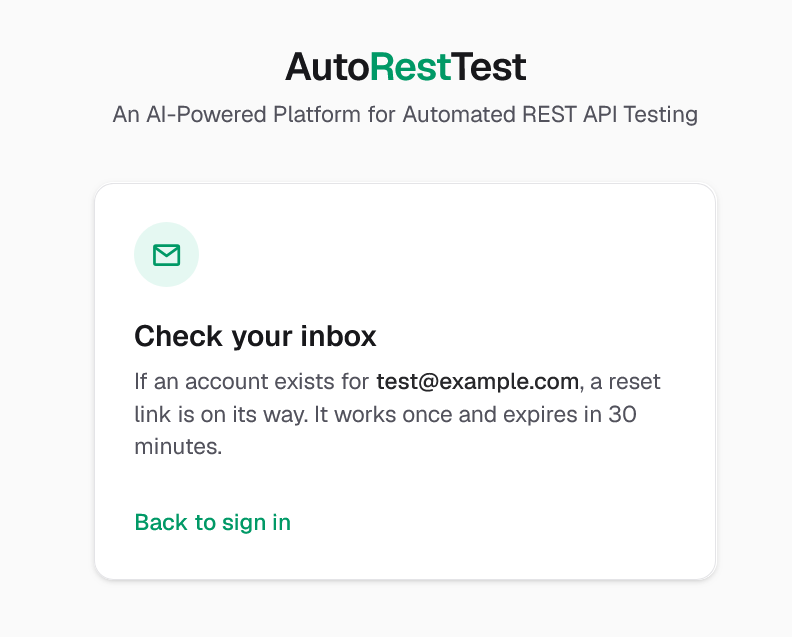 AutoRestTest
An AI-Powered Platform for Automated REST API Testing
Check your inbox
If an account exists for test@example.com, a reset
link is on its way. It works once and expires in 30
minutes.
Back to sign in